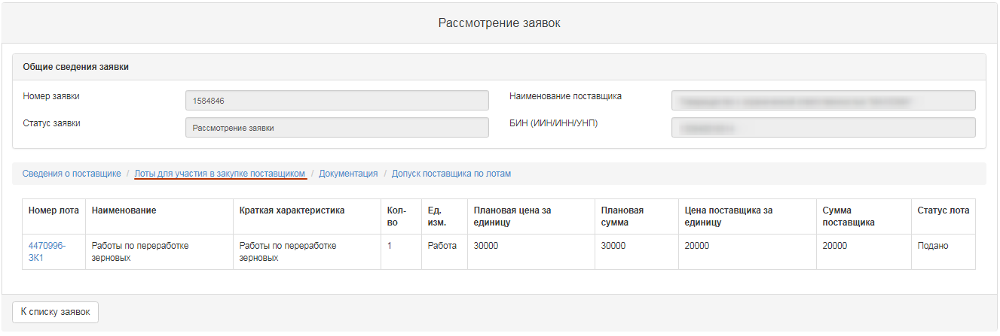 Рассмотрение заявок
Общие сведения заявки
Номер заявки 1584846 Наименование поставщика
Статус заявки Рассмотрение заявки БИН (ИИН/ИНН/УНП)
Сведения о поставщике / Лоты для участия в закупке поставщиком / Документация / Допуск поставщика по лотам
Номер лота Наименование Краткая характеристика Кол- Ед. Плановая цена за Плановая Цена поставщика за Сумма Статус лота
во изм. единицу сумма единицу поставщика
4470996- Работы по переработке Работы по переработке 1 Работа 30000 30000 20000 20000 Подано
ЗК1 зерновых зерновых
К списку заявок